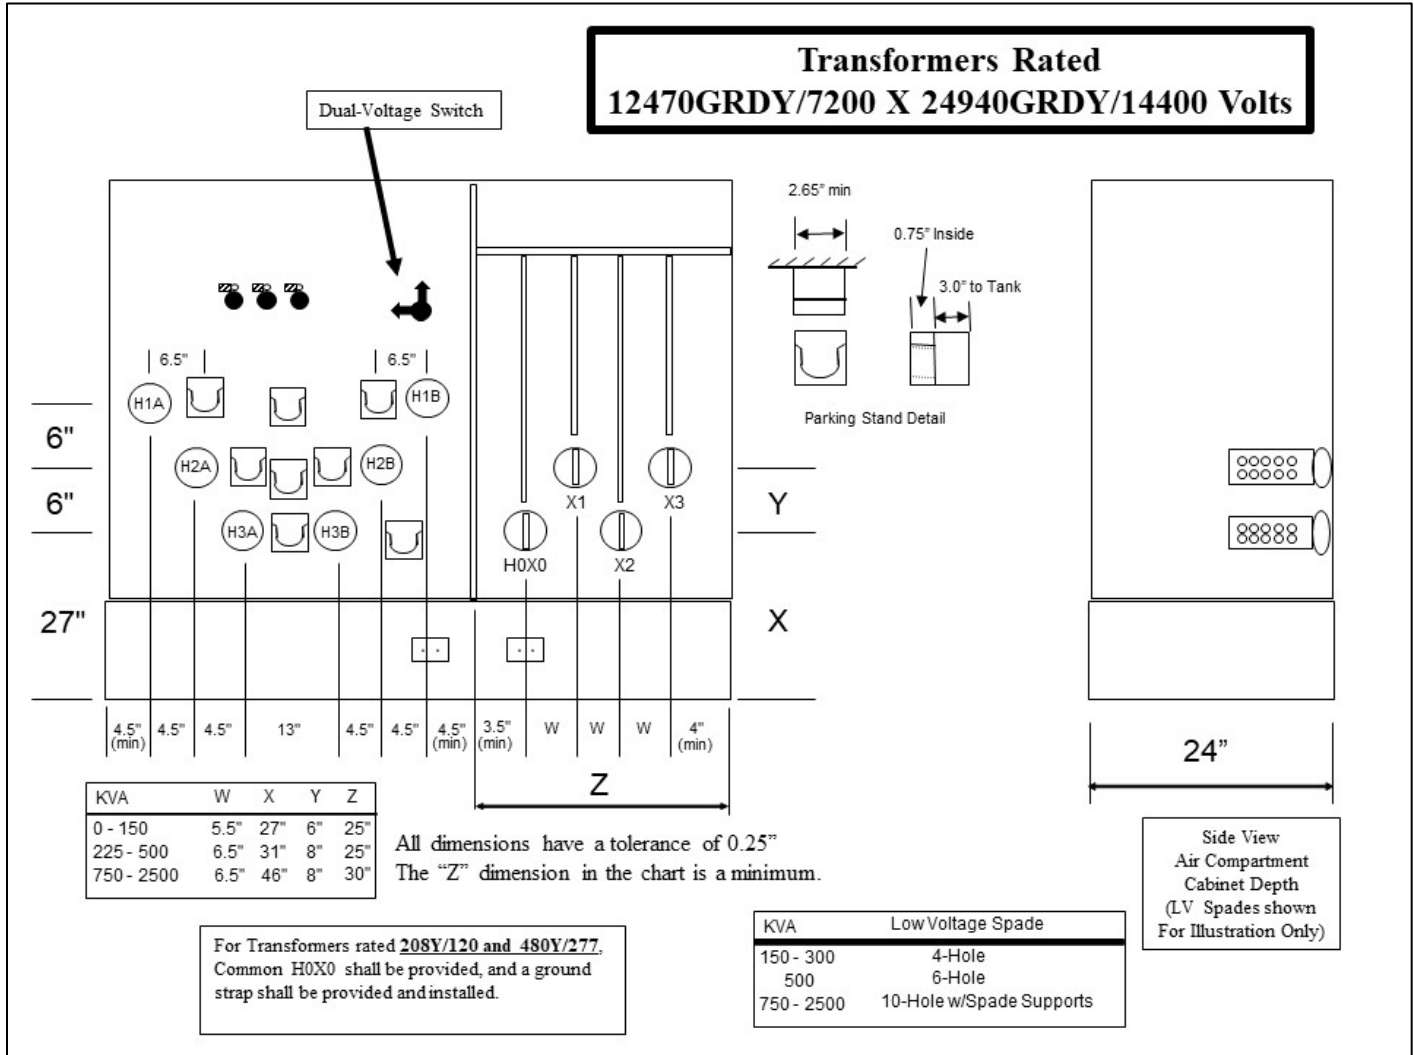 Transformers Rated
12470GRDY/7200 X 24940GRDY/14400 Volts
Dual-Voltage Switch
2.65" min
0.75" Inside
3.0" to Tank
Parking Stand Detail
6.5"
6.5"
H1A
H1B
6"
H2A
H2B
6"
H3A
H3B
X1
X3
H0X0
X2
Y
27"
X
4.5"
(min)
4.5"
4.5"
13"
4.5"
4.5"
4.5"
(min)
3.5"
(min)
W
W
W
4"
(min)
Z
24”
KVA W X Y Z
0 - 150 5.5" 27" 6" 25"
225 - 500 6.5" 31" 8" 25"
750 - 2500 6.5" 46" 8" 30"
All dimensions have a tolerance of 0.25”
The “Z” dimension in the chart is a minimum.
Side View
Air Compartment
Cabinet Depth
(LV Spades shown
For Illustration Only)
For Transformers rated 208Y/120 and 480Y/277,
Common H0X0 shall be provided, and a ground
strap shall be provided and installed.
KVA Low Voltage Spade
150 - 300 4-Hole
500 6-Hole
750 - 2500 10-Hole w/Spade Supports